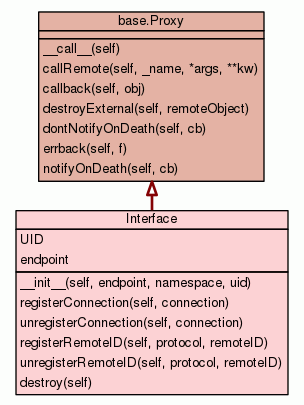 base.Proxy
__call__(self)
callRemote(self, _name, *args, **kw)
callback(self, obj)
destroyExternal(self, remoteObject)
dontNotifyOnDeath(self, cb)
errback(self, f)
notifyOnDeath(self, cb)
Interface
UID
endpoint
__init__(self, endpoint, namespace, uid)
registerConnection(self, connection)
unregisterConnection(self, connection)
registerRemoteID(self, protocol, remoteID)
unregisterRemoteID(self, protocol, remoteID)
destroy(self)